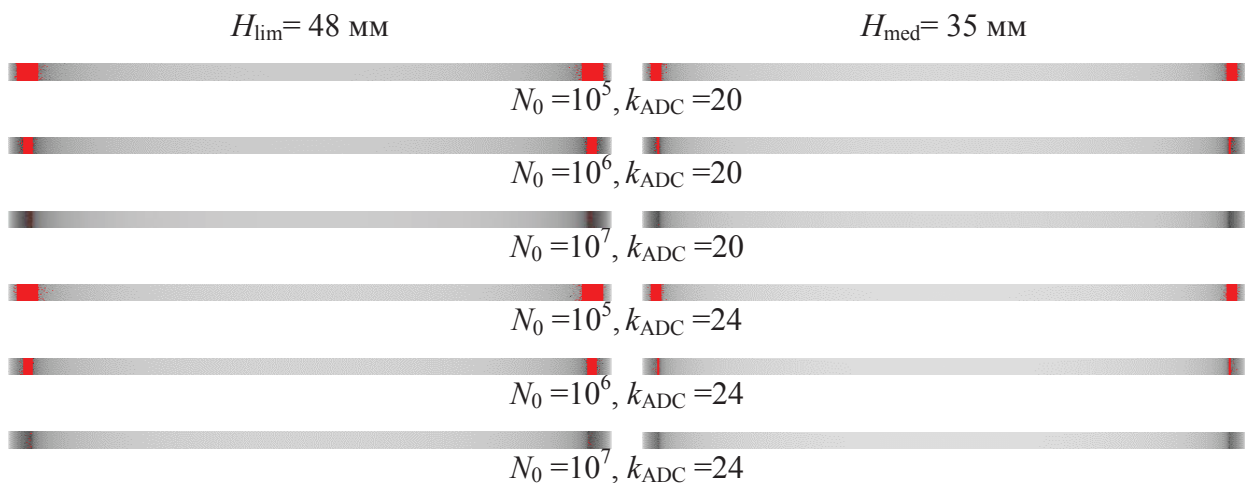 H_lim= 48 мм H_med= 35 мм
N_0 =10^5, k_ADC =20
N_0 =10^6, k_ADC =20
N_0 =10^7, k_ADC =20
N_0 =10^5, k_ADC =24
N_0 =10^6, k_ADC =24
N_0 =10^7, k_ADC =24